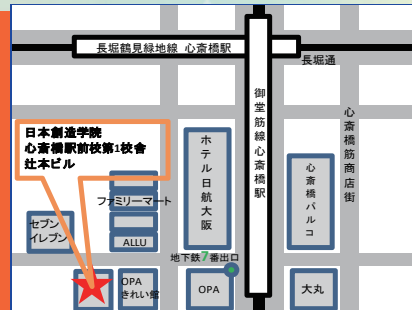 長堀鶴見緑地線 心斎橋駅
長堀通
御堂筋線心斎橋駅
心斎橋筋商店街
日本創造学院
心斎橋駅前校第1校舎
辻本ビル
ホテル日航大阪
心斎橋パルコ
ファミリーマート
セブン
イレブン
ALLU
地下鉄7番出口
OPA
きれい館
OPA
大丸